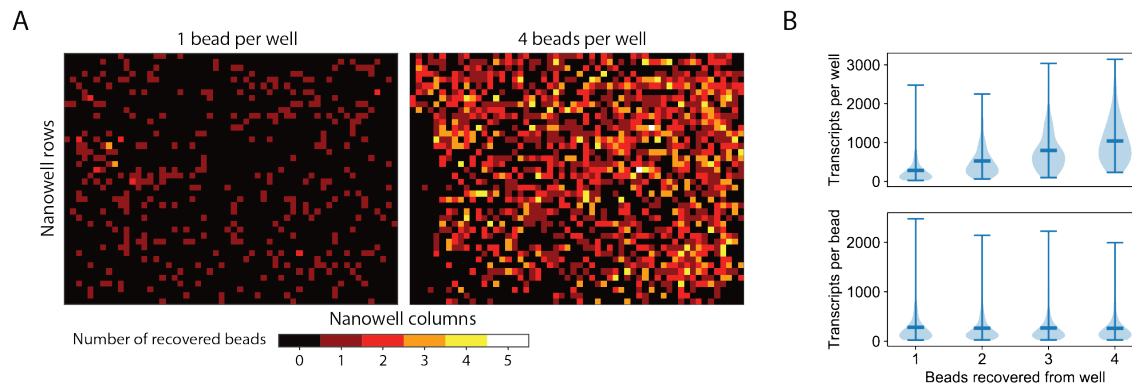 A
1 bead per well
4 beads per well
Nanowell rows
Nanowell columns
Number of recovered beads
0 1 2 3 4 5
B
Transcripts per well
3000
2000
1000
0
Transcripts per bead
2000
1000
0
1 2 3 4
Beads recovered from well